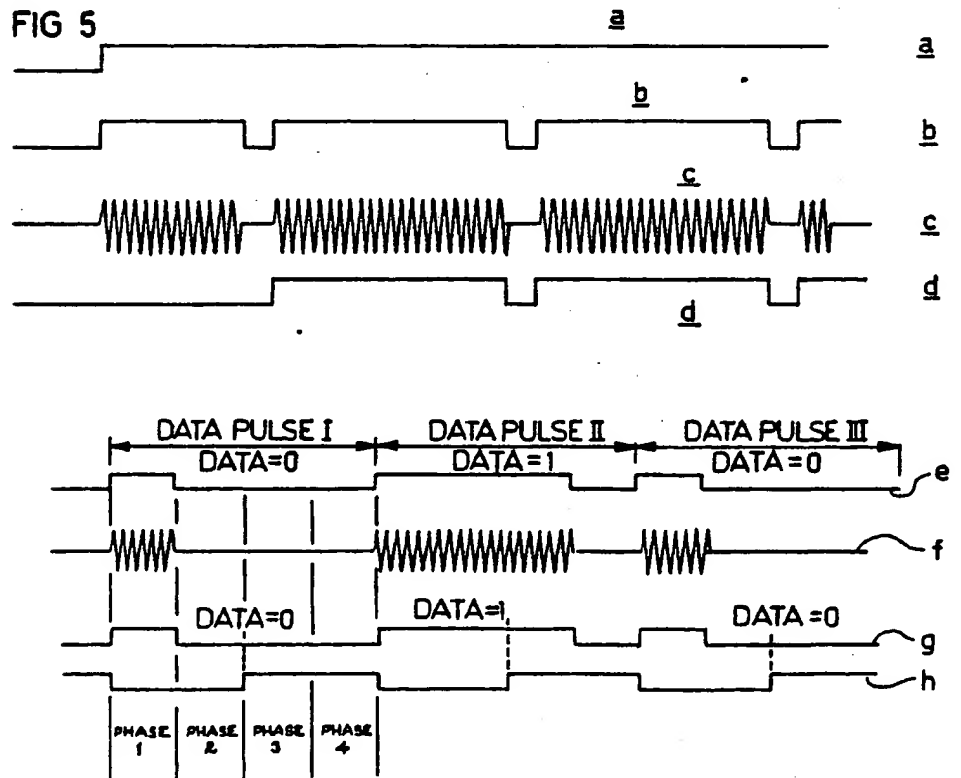 FIG 5
a
a
b
b
c
c
d
d
DATA PULSE I DATA PULSE II DATA PULSE III
DATA=0 DATA=1 DATA=0
e
f
DATA=0 DATA=1 DATA=0
g
h
PHASE 1 PHASE 2 PHASE 3 PHASE 4